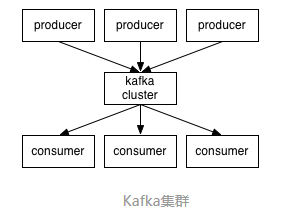 producer producer producer
kafka
cluster
consumer consumer consumer
Kafka集群